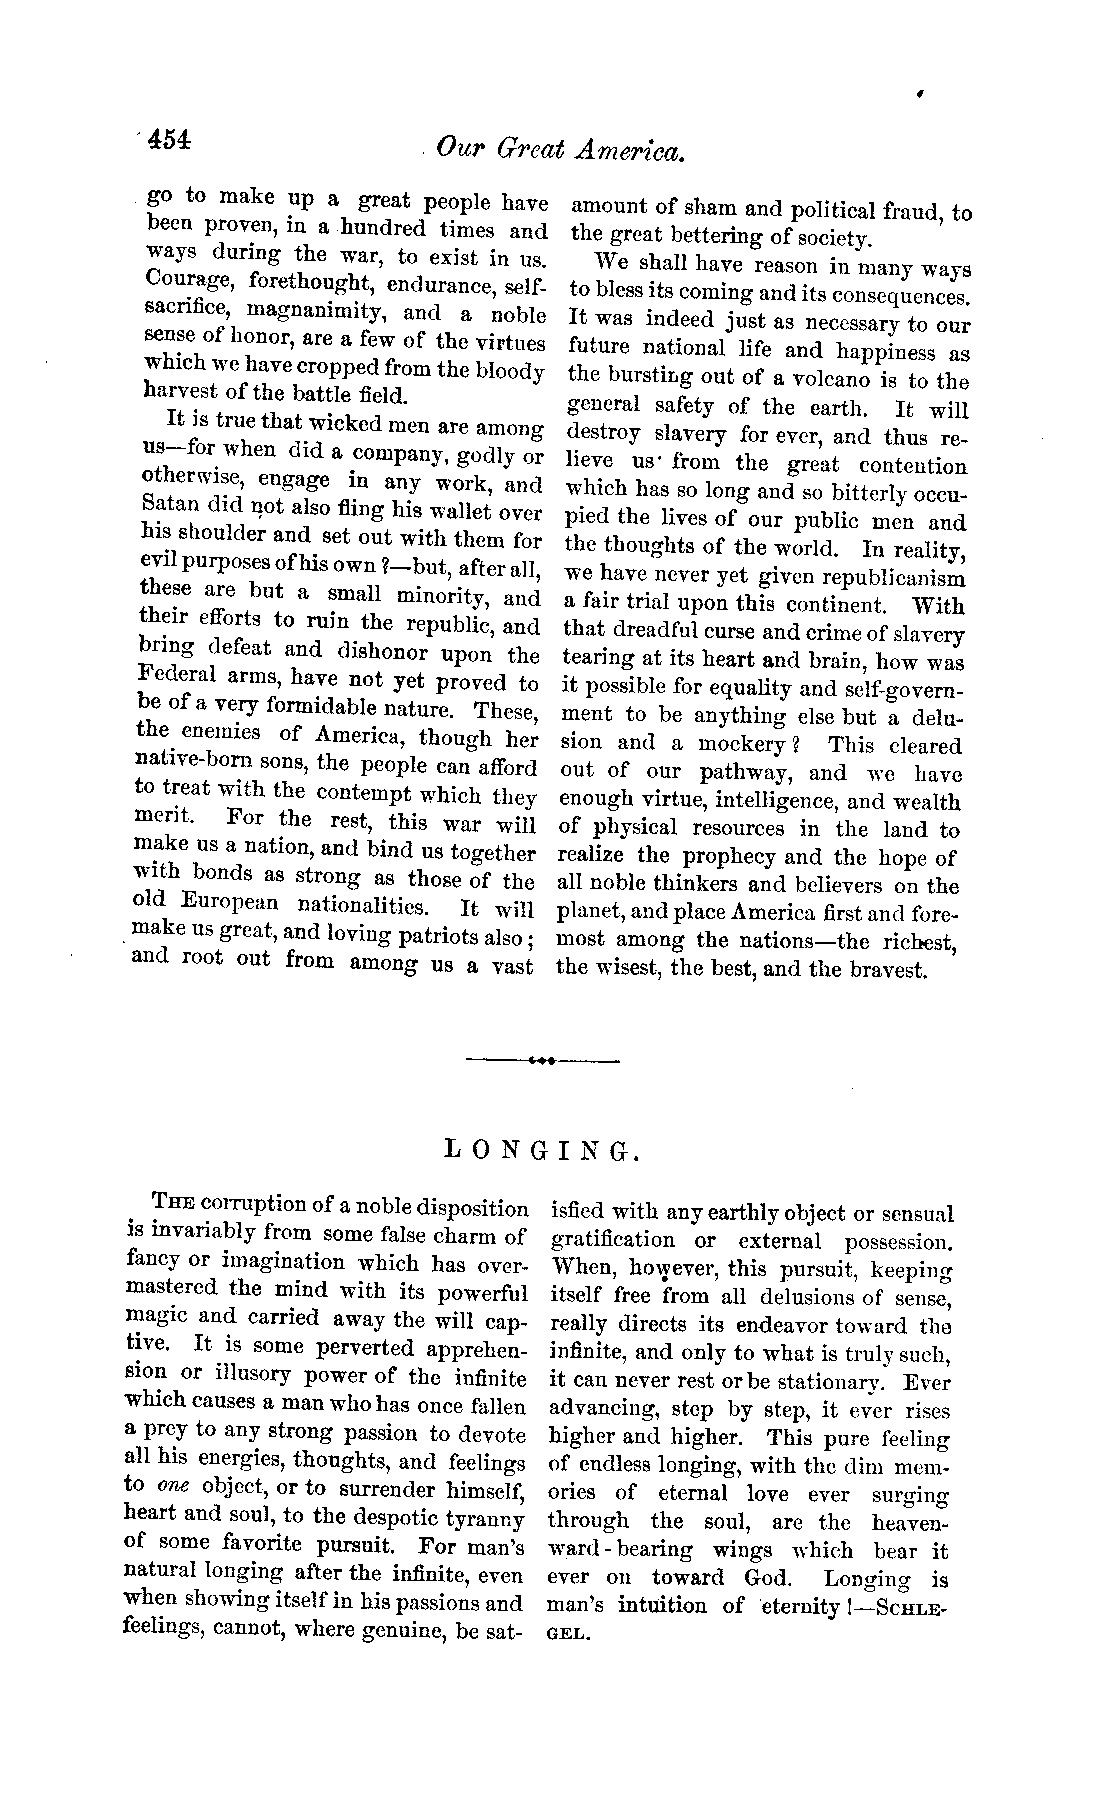 454
Our Great America.
go to make up a great people have
been proven, in a hundred times and
ways during the war, to exist in us.
Courage, forethought, endurance, self-
sacrifice, magnanimity, and a noble
sense of honor, are a few of the virtues
which we have cropped from the bloody
harvest of the battle field.
It is true that wicked men are among
us—for when did a company, godly or
otherwise, engage in any work, and
Satan did not also fling his wallet over
his shoulder and set out with them for
evil purposes of his own?—but, after all,
these are but a small minority, and
their efforts to ruin the republic, and
bring defeat and dishonor upon the
Federal arms, have not yet proved to
be of a very formidable nature. These,
the enemies of America, though her
native-born sons, the people can afford
to treat with the contempt which they
merit. For the rest, this war will
make us a nation, and bind us together
with bonds as strong as those of the
old European nationalities. It will
make us great, and loving patriots also;
and root out from among us a vast
amount of sham and political fraud, to
the great bettering of society.
We shall have reason in many ways
to bless its coming and its consequences.
It was indeed just as necessary to our
future national life and happiness as
the bursting out of a volcano is to the
general safety of the earth. It will
destroy slavery for ever, and thus re-
lieve us from the great contention
which has so long and so bitterly occu-
pied the lives of our public men and
the thoughts of the world. In reality,
we have never yet given republicanism
a fair trial upon this continent. With
that dreadful curse and crime of slavery
tearing at its heart and brain, how was
it possible for equality and self-govern-
ment to be anything else but a delu-
sion and a mockery? This cleared
out of our pathway, and we have
enough virtue, intelligence, and wealth
of physical resources in the land to
realize the prophecy and the hope of
all noble thinkers and believers on the
planet, and place America first and fore-
most among the nations—the richest,
the wisest, the best, and the bravest.
LONGING.
THE corruption of a noble disposition
is invariably from some false charm of
fancy or imagination which has over-
mastered the mind with its powerful
magic and carried away the will cap-
tive. It is some perverted apprehen-
sion or illusory power of the infinite
which causes a man who has once fallen
a prey to any strong passion to devote
all his energies, thoughts, and feelings
to one object, or to surrender himself,
heart and soul, to the despotic tyranny
of some favorite pursuit. For man's
natural longing after the infinite, even
when showing itself in his passions and
feelings, cannot, where genuine, be sat-
isfied with any earthly object or sensual
gratification or external possession.
When, however, this pursuit, keeping
itself free from all delusions of sense,
really directs its endeavor toward the
infinite, and only to what is truly such,
it can never rest or be stationary. Ever
advancing, step by step, it ever rises
higher and higher. This pure feeling
of endless longing, with the dim mem-
ories of eternal love ever surging
through the soul, are the heaven-
ward-bearing wings which bear it
ever on toward God. Longing is
man's intuition of eternity!—SCHLE-
GEL.